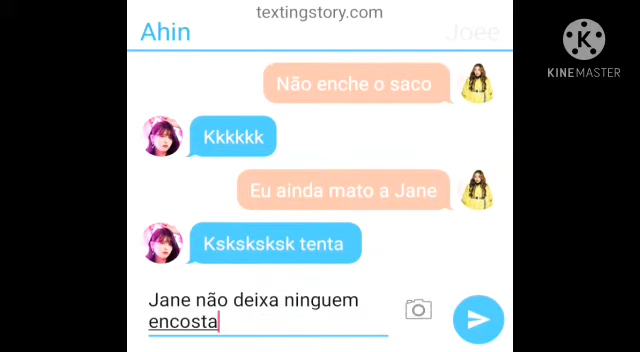 textingstory.com
Ahin
Joee
Não enche o saco
Kkkkkk
Eu ainda mato a Jane
Ksksksksk tenta
Jane não deixa ninguem
encosta
K
KINEMASTER